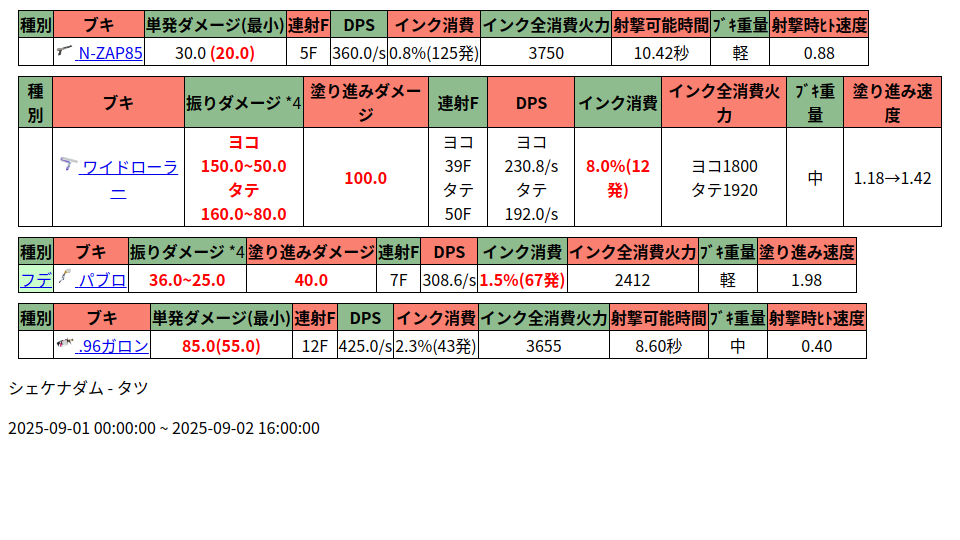 種別 ブキ 単発ダメージ(最小) 連射F DPS インク消費 インク全消費火力 射撃可能時間 ﾌﾞｷ重量 射撃時ﾋﾄ速度
N-ZAP85 30.0 (20.0) 5F 360.0/s 0.8%(125発) 3750 10.42秒 軽 0.88
種別 ブキ 振りダメージ *4 塗り進みダメージ 連射F DPS インク消費 インク全消費火力 ﾌﾞｷ重量 塗り進み速度
ワイドローラー ヨコ 150.0~50.0 タテ 160.0~80.0 100.0 ヨコ 39F タテ 50F ヨコ 230.8/s タテ 192.0/s 8.0%(12発) ヨコ1800 タテ1920 中 1.18→1.42
種別 ブキ 振りダメージ *4 塗り進みダメージ 連射F DPS インク消費 インク全消費火力 ﾌﾞｷ重量 塗り進み速度
フデ パブロ 36.0~25.0 40.0 7F 308.6/s 1.5%(67発) 2412 軽 1.98
種別 ブキ 単発ダメージ(最小) 連射F DPS インク消費 インク全消費火力 射撃可能時間 ﾌﾞｷ重量 射撃時ﾋﾄ速度
.96ガロン 85.0(55.0) 12F 425.0/s 2.3%(43発) 3655 8.60秒 中 0.40
シェケナダム - タツ
2025-09-01 00:00:00 ~ 2025-09-02 16:00:00